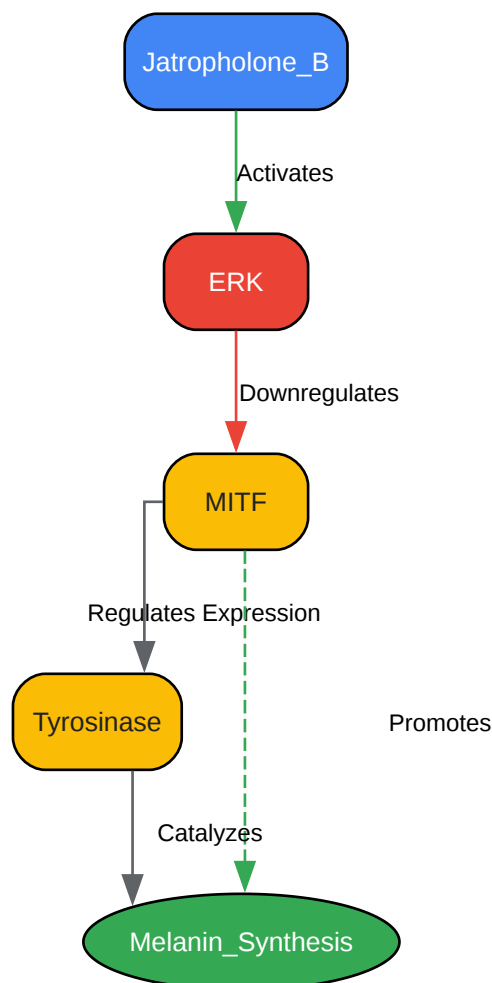 Jatropholone_B
Activates
ERK
Downregulates
MITF
Regulates Expression
Tyrosinase
Promotes
Catalyzes
Melanin_Synthesis